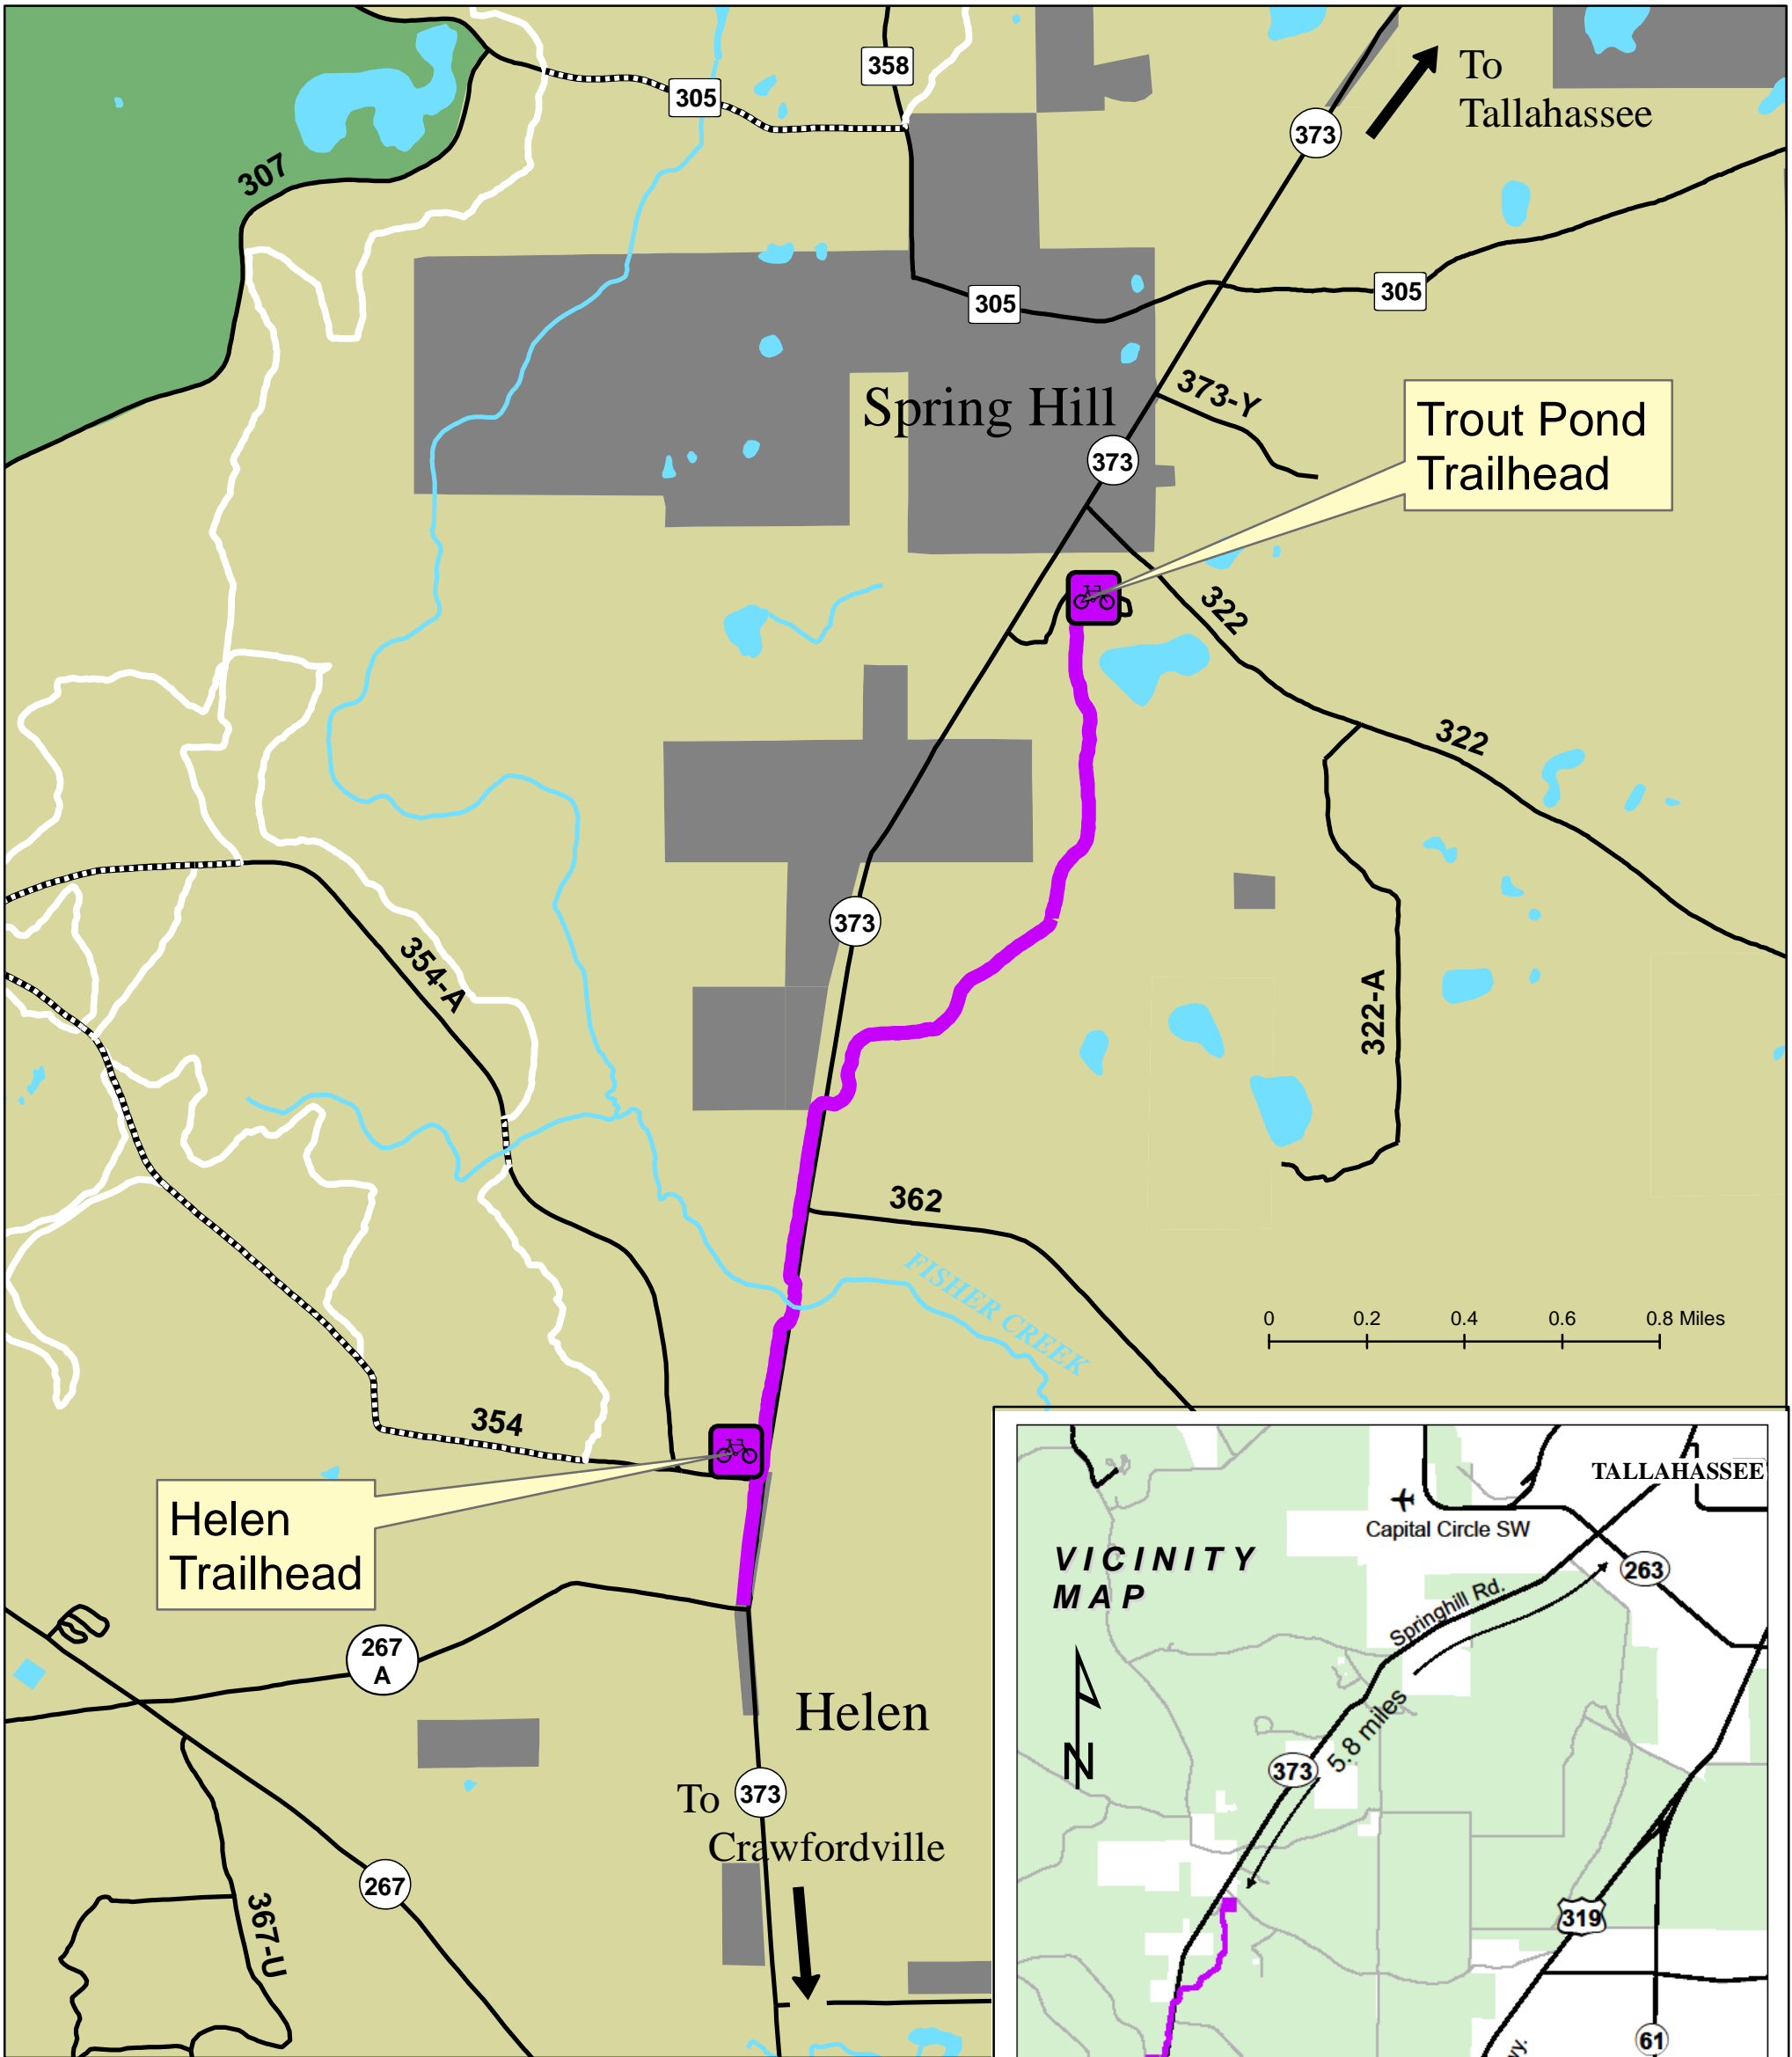 To
Tallahassee
358
305
373
307
305
305
373-Y
Spring Hill
Trout Pond
Trailhead
373
322
322
373
354-A
322-A
362
FISHER CREEK
0 0.2 0.4 0.6 0.8 Miles
354
Helen
Trailhead
267
A
Helen
To 373
Crawfordville
267
367-U
TALLAHASSEE
Capital Circle SW
VICINITY
MAP
263
Springhill Rd.
5.8 miles
N
373
319
61
wy.